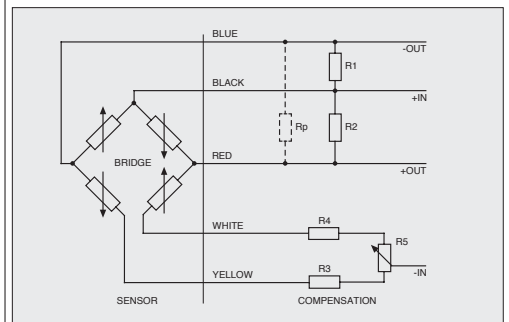 BLUE
-OUT
R1
BLACK
+IN
Rp
R2
BRIDGE
RED
+OUT
WHITE
R4
R5
YELLOW
R3
-IN
SENSOR
COMPENSATION